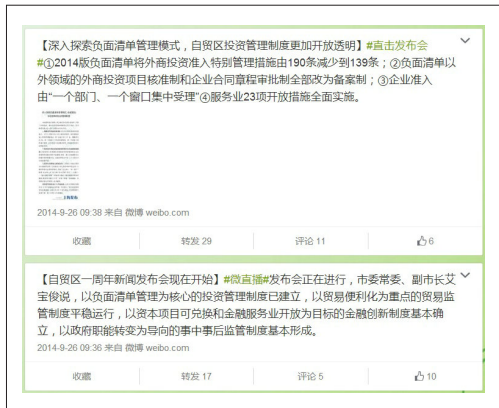 【深入探索负面清单管理模式，自贸区投资管理制度更加开放透明】#直击发布会
#①2014版负面清单将外商投资准入特别管理措施由190条减少到139条；②负面清单以
外领域的外商投资项目核准制和企业合同章程审批制全部改为备案制；③企业准入
由“一个部门、一个窗口集中受理”④服务业23项开放措施全面实施。
2014-9-26 09:38 来自 微博 weibo.com
收藏 转发 29 评论 11 6
【自贸区一周年新闻发布会现在开始】#微直播#发布会正在进行，市委常委、副市长艾
宝俊说，以负面清单管理为核心的投资管理制度已建立，以贸易便利化为重点的贸易监
管制度平稳运行，以资本项目可兑换和金融服务业开放为目标的金融创新制度基本确
立，以政府职能转变为导向的事中事后监管制度基本形成。
2014-9-26 09:36 来自 微博 weibo.com
收藏 转发 17 评论 5 10